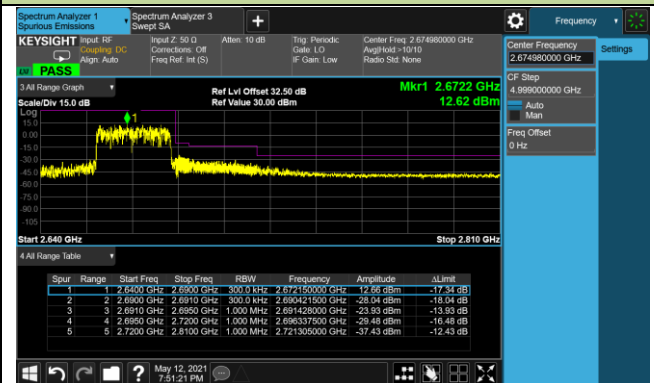 Spectrum Analyzer 1
Spurious Emissions
Spectrum Analyzer 3
Swept SA
Frequency
KEYSIGHT
Input: RF
Coupling: DC
Align: Auto
Input Z: 50 Ω
Corrections: Off
Freq Ref: Int (S)
Atten: 10 dB
Trig: Periodic
Gate: LO
IF Gain: Low
Center Freq: 2.674980000 GHz
Avg|Hold:>10/10
Radio Std: None
PASS
Center Frequency
2.674980000 GHz
Settings
CF Step
4.999000000 GHz
Auto
Man
Freq Offset
0 Hz
3 All Range Graph
Scale/Div 15.0 dB
Ref Lvl Offset 32.50 dB
Ref Value 30.00 dBm
Mkr1 2.6722 GHz
12.62 dBm
Log
1
15.0
0.00
-15.0
-30.0
-45.0
-60.0
-75.0
-90.0
-105
Start 2.640 GHz
Stop 2.810 GHz
4 All Range Table
Spur Range Start Freq Stop Freq RBW Frequency Amplitude ΔLimit
1 1 2.6400 GHz 2.6900 GHz 300.0 kHz 2.672150000 GHz 12.66 dBm -17.34 dB
2 2 2.6900 GHz 2.6910 GHz 300.0 kHz 2.690421500 GHz -28.04 dBm -18.04 dB
3 3 2.6910 GHz 2.6950 GHz 1.000 MHz 2.691428000 GHz -23.93 dBm -13.93 dB
4 4 2.6950 GHz 2.7200 GHz 1.000 MHz 2.696337500 GHz -29.48 dBm -16.48 dB
5 5 2.7200 GHz 2.8100 GHz 1.000 MHz 2.721305000 GHz -37.43 dBm -12.43 dB
May 12, 2021
7:51:21 PM